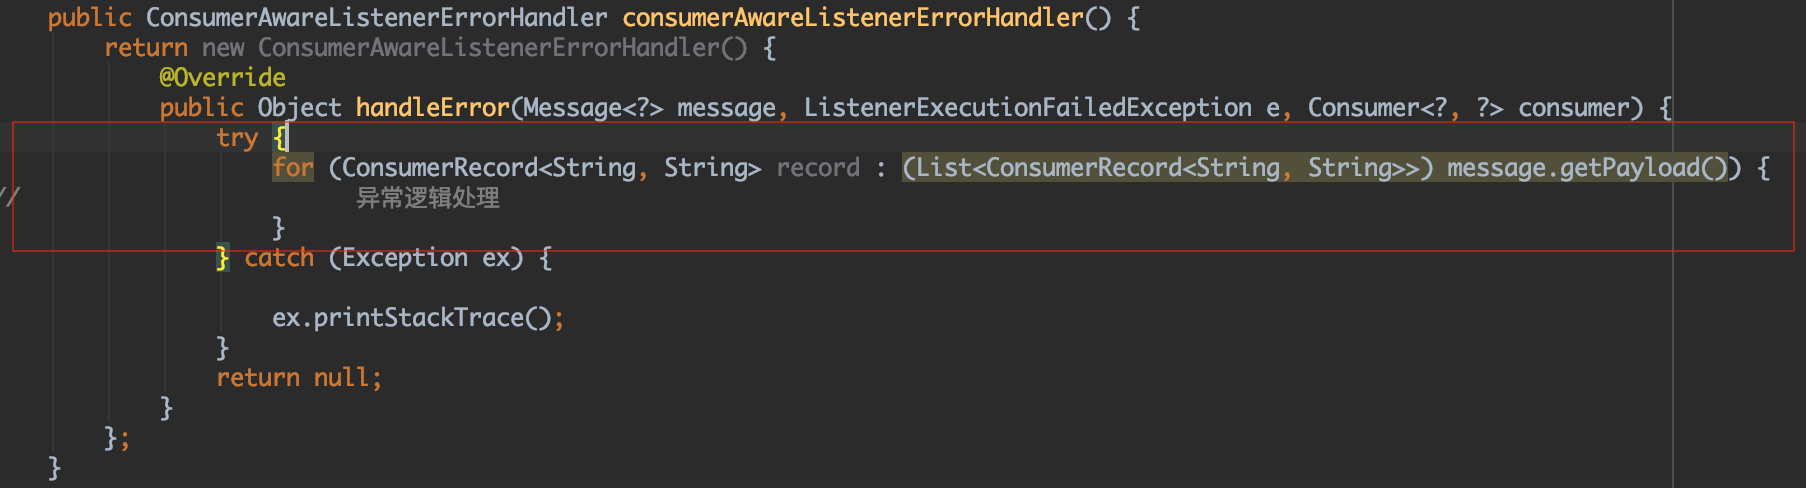 public ConsumerAwareListenerErrorHandler consumerAwareListenerErrorHandler() {
return new ConsumerAwareListenerErrorHandler() {
@Override
public Object handleError(Message<?> message, ListenerExecutionFailedException e, Consumer<?, ?> consumer) {
try {
for (ConsumerRecord<String, String> record : (List<ConsumerRecord<String, String>>) message.getPayload()) {
// 异常逻辑处理
}
} catch (Exception ex) {
ex.printStackTrace();
}
return null;
}
};
}